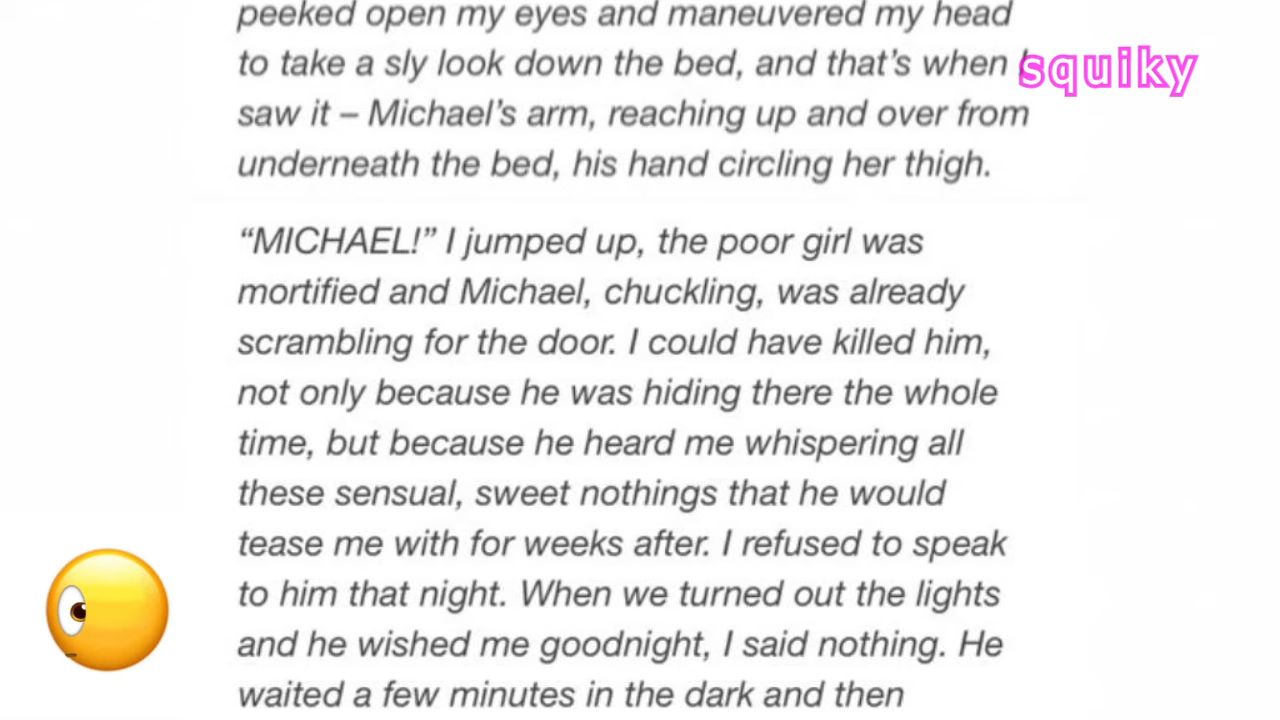 peeked open my eyes and maneuvered my head
to take a sly look down the bed, and that's when I
squiky
saw it – Michael's arm, reaching up and over from
underneath the bed, his hand circling her thigh.
“MICHAEL!” I jumped up, the poor girl was
mortified and Michael, chuckling, was already
scrambling for the door. I could have killed him,
not only because he was hiding there the whole
time, but because he heard me whispering all
these sensual, sweet nothings that he would
tease me with for weeks after. I refused to speak
to him that night. When we turned out the lights
and he wished me goodnight, I said nothing. He
waited a few minutes in the dark and then